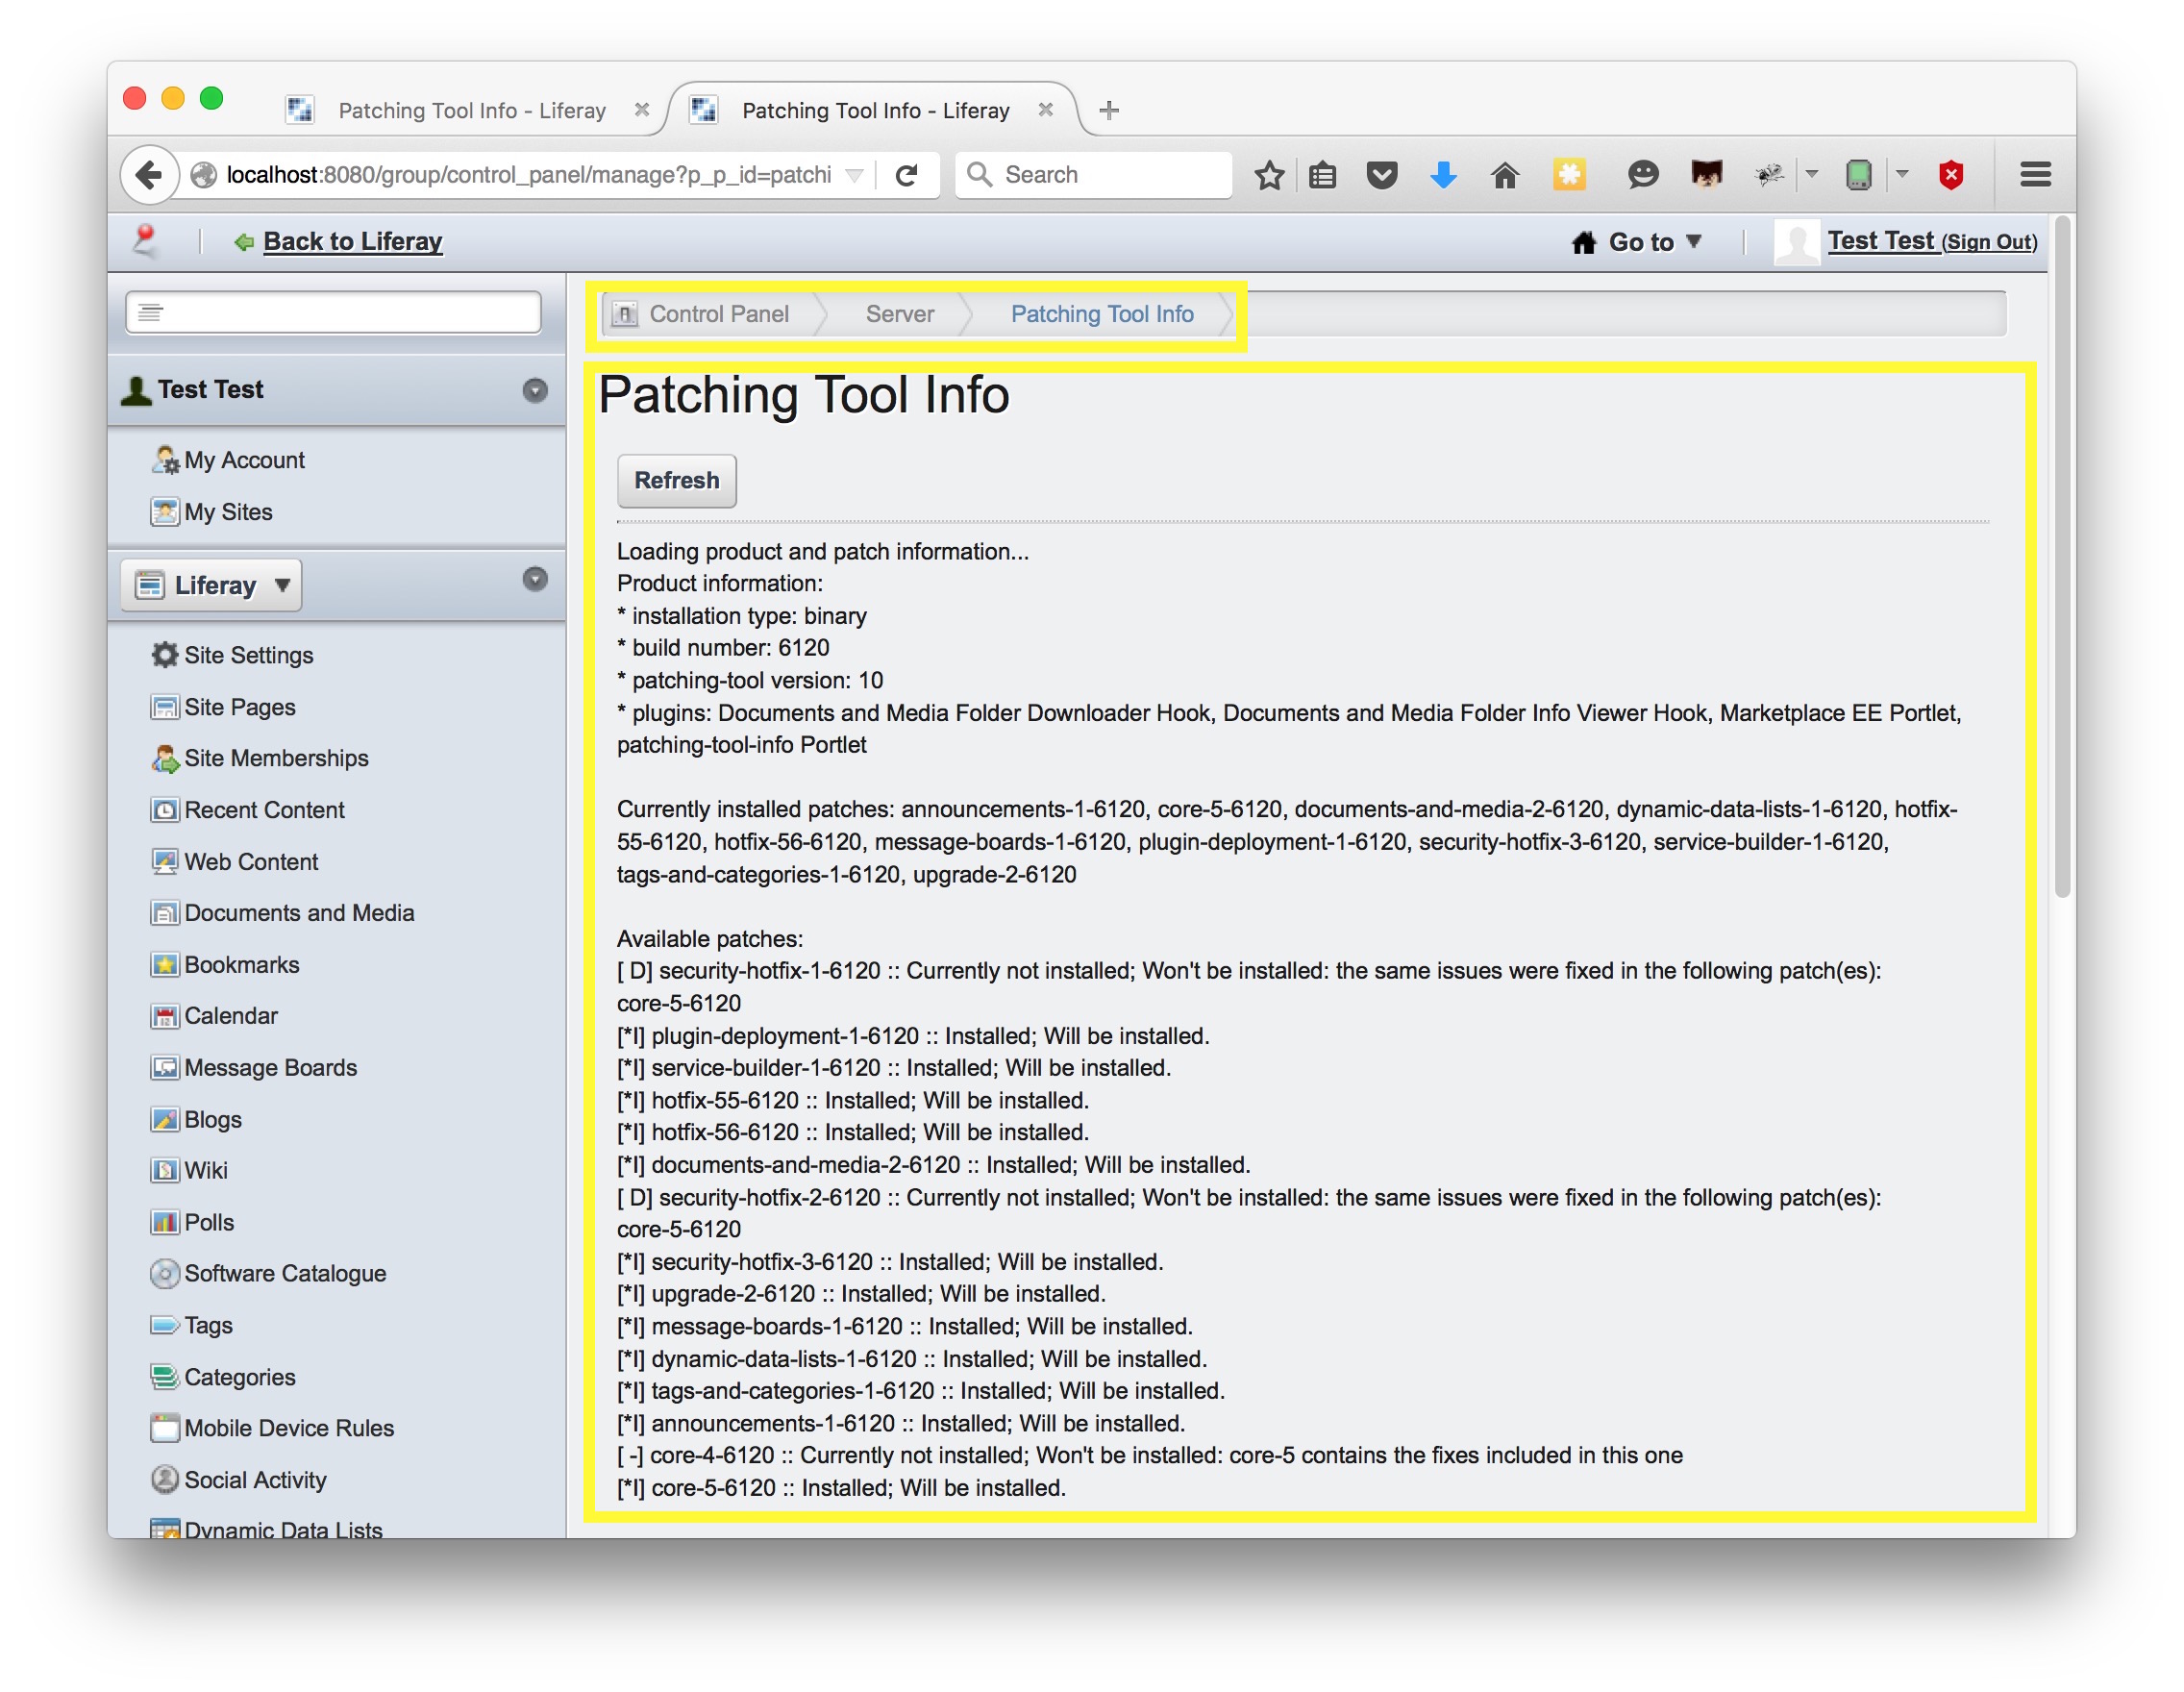 Patching Tool Info - Liferay
Patching Tool Info - Liferay
localhost:8080/group/control_panel/manage?p_p_id=patchi
Search
Back to Liferay
Go to
Test Test (Sign Out)
Control Panel
Server
Patching Tool Info
Test Test
My Account
My Sites
Liferay
Site Settings
Site Pages
Site Memberships
Recent Content
Web Content
Documents and Media
Bookmarks
Calendar
Message Boards
Blogs
Wiki
Polls
Software Catalogue
Tags
Categories
Mobile Device Rules
Social Activity
Dynamic Data Lists
Patching Tool Info
Refresh
Loading product and patch information...
Product information:
* installation type: binary
* build number: 6120
* patching-tool version: 10
* plugins: Documents and Media Folder Downloader Hook, Documents and Media Folder Info Viewer Hook, Marketplace EE Portlet,
patching-tool-info Portlet
Currently installed patches: announcements-1-6120, core-5-6120, documents-and-media-2-6120, dynamic-data-lists-1-6120, hotfix-
55-6120, hotfix-56-6120, message-boards-1-6120, plugin-deployment-1-6120, security-hotfix-3-6120, service-builder-1-6120,
tags-and-categories-1-6120, upgrade-2-6120
Available patches:
[ D] security-hotfix-1-6120 :: Currently not installed; Won't be installed: the same issues were fixed in the following patch(es):
core-5-6120
[*I] plugin-deployment-1-6120 :: Installed; Will be installed.
[*I] service-builder-1-6120 :: Installed; Will be installed.
[*I] hotfix-55-6120 :: Installed; Will be installed.
[*I] hotfix-56-6120 :: Installed; Will be installed.
[*I] documents-and-media-2-6120 :: Installed; Will be installed.
[ D] security-hotfix-2-6120 :: Currently not installed; Won't be installed: the same issues were fixed in the following patch(es):
core-5-6120
[*I] security-hotfix-3-6120 :: Installed; Will be installed.
[*I] upgrade-2-6120 :: Installed; Will be installed.
[*I] message-boards-1-6120 :: Installed; Will be installed.
[*I] dynamic-data-lists-1-6120 :: Installed; Will be installed.
[*I] tags-and-categories-1-6120 :: Installed; Will be installed.
[*I] announcements-1-6120 :: Installed; Will be installed.
[ -] core-4-6120 :: Currently not installed; Won't be installed: core-5 contains the fixes included in this one
[*I] core-5-6120 :: Installed; Will be installed.